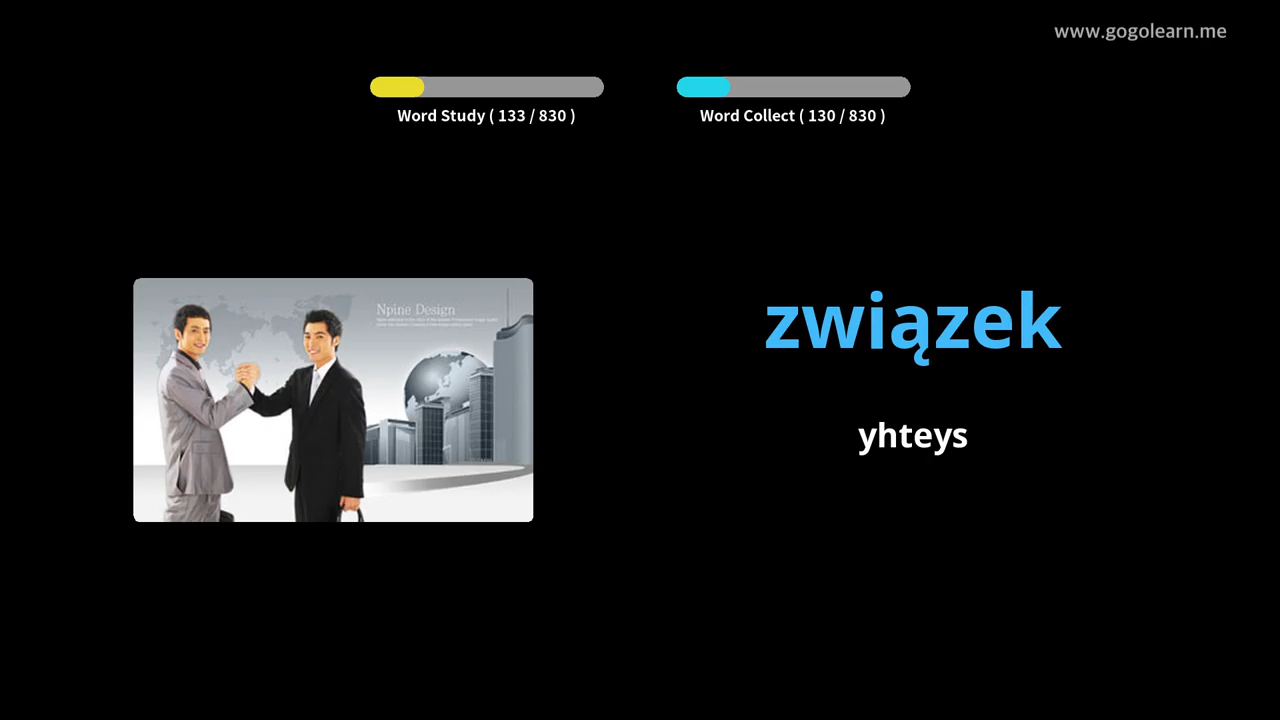 www.gogolearn.me
Word Study ( 133 / 830 )
Word Collect ( 130 / 830 )
Npine Design
związek
yhteys